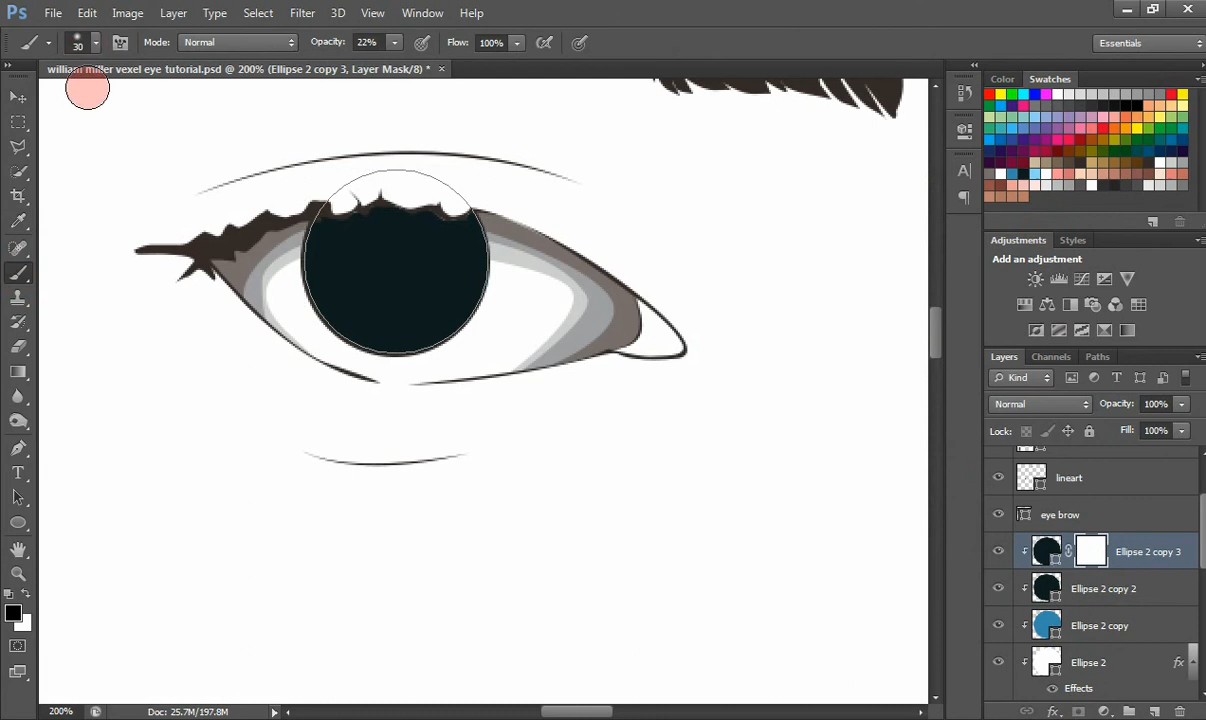 Ps File Edit Image Layer Type Select Filter 3D View Window Help
30 Mode: Normal Opacity: 22% Flow: 100% Essentials
william miller vexel eye tutorial.psd @ 200% (Ellipse 2 copy 3, Layer Mask/8) * ×
Color Swatches
Adjustments Styles
Add an adjustment
Layers Channels Paths
Kind
Normal Opacity: 100%
Lock: Fill: 100%
lineart
eye brow
Ellipse 2 copy 3
Ellipse 2 copy 2
Ellipse 2 copy
Ellipse 2 fx
Effects
200% Doc: 25.7M/197.8M